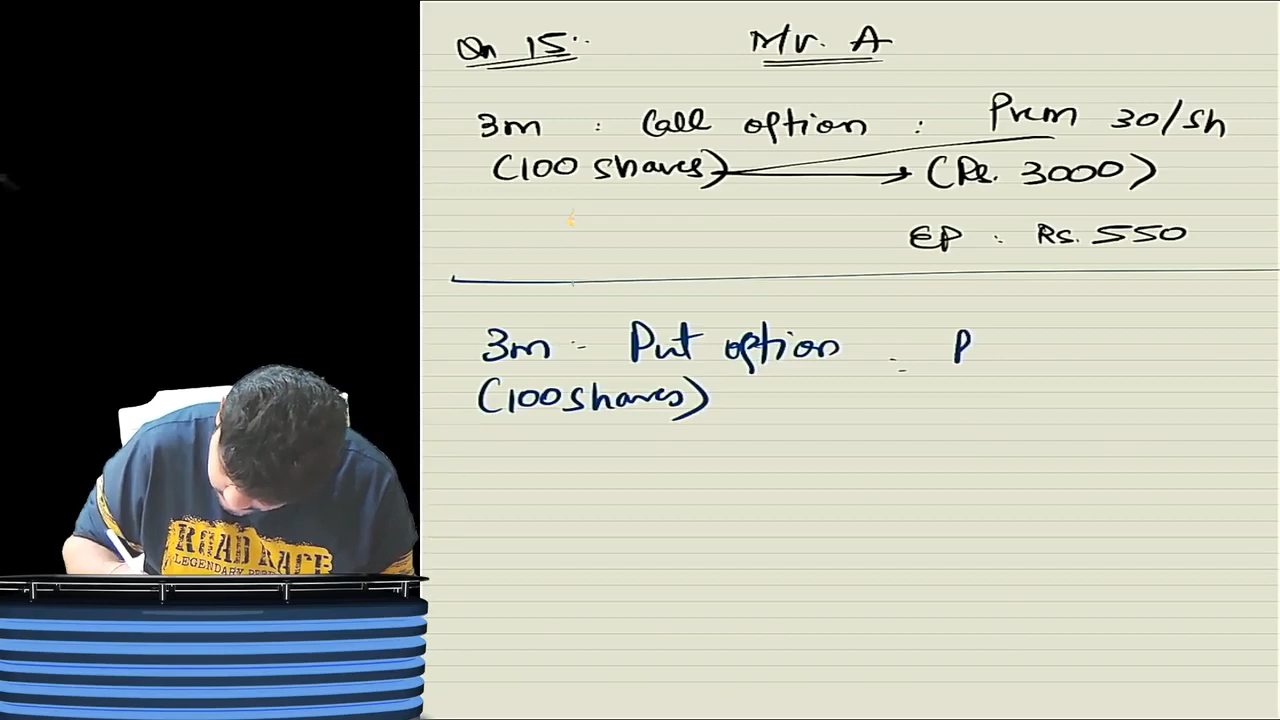 Qn 15:
Mr. A
3m : Call option : Prem 30/sh
(100 shares) → (Rs. 3000)
EP : Rs. 550
3m - Put option : P
(100 shares)
ROAD RACE
LEGENDARY